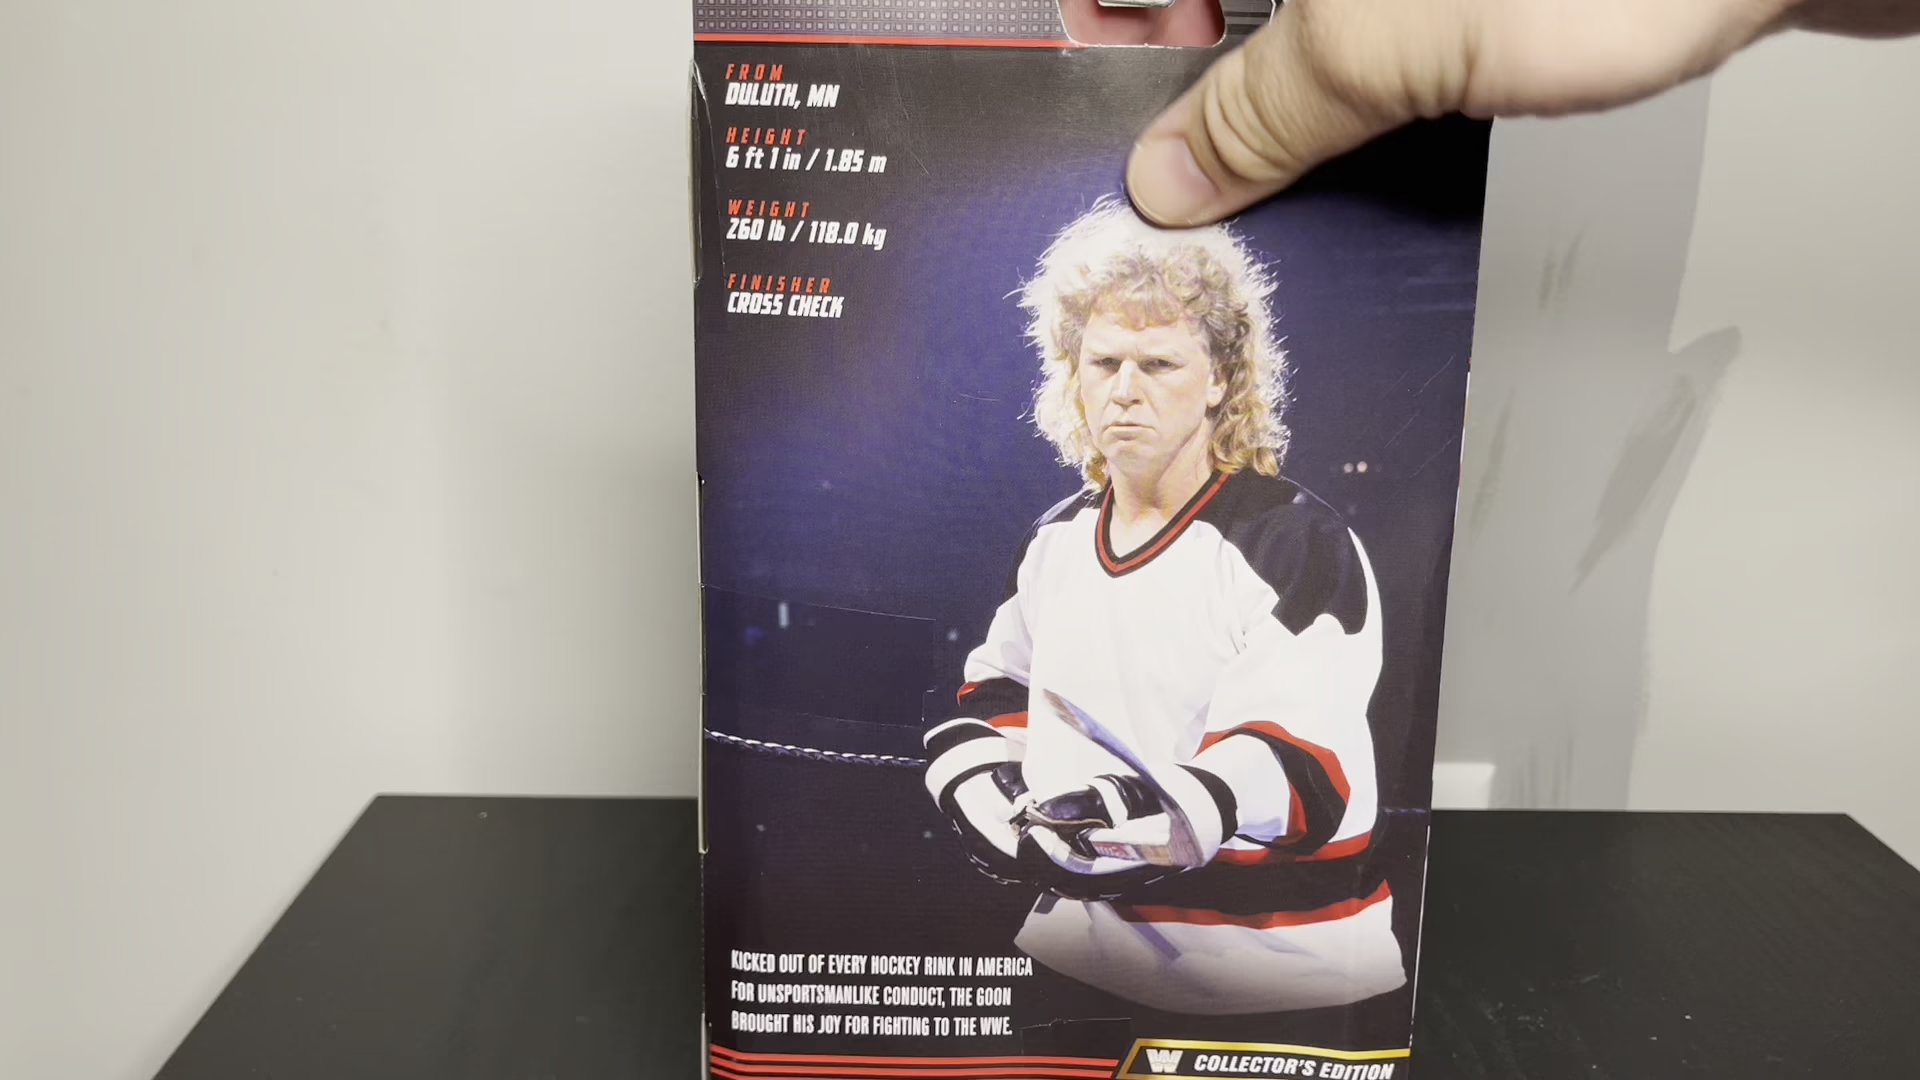 FROM
DULUTH, MN
HEIGHT
6 ft 1 in / 1.85 m
WEIGHT
260 lb / 118.0 kg
FINISHER
CROSS CHECK
KICKED OUT OF EVERY HOCKEY RINK IN AMERICA
FOR UNSPORTSMANLIKE CONDUCT, THE GOON
BROUGHT HIS JOY FOR FIGHTING TO THE WWE.
W COLLECTOR'S EDITION